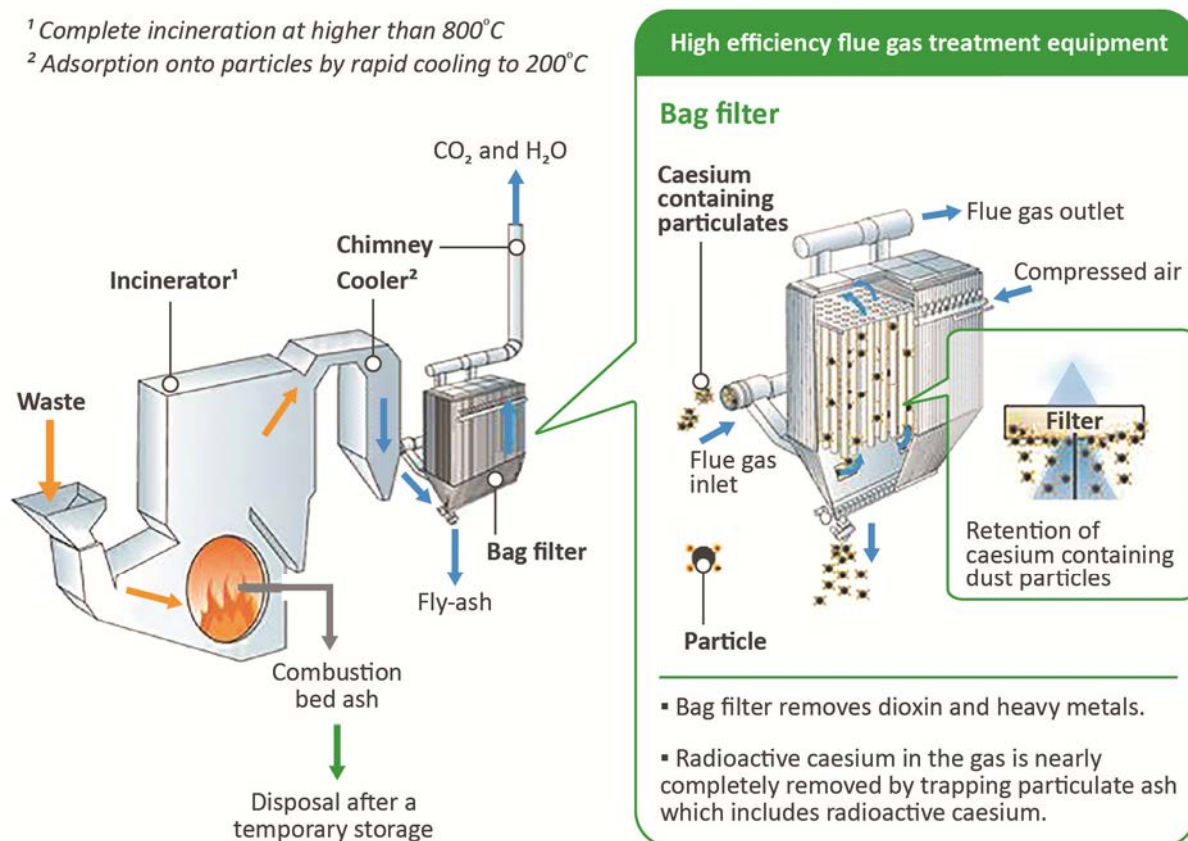 ¹ Complete incineration at higher than 800°C
² Adsorption onto particles by rapid cooling to 200°C
CO₂ and H₂O
Chimney
Incinerator¹
Cooler²
Waste
Bag filter
Fly-ash
Combustion
bed ash
Disposal after a
temporary storage
High efficiency flue gas treatment equipment
Bag filter
Caesium
containing
particulates
Flue gas outlet
Compressed air
Flue gas
inlet
Filter
Retention of
caesium containing
dust particles
Particle
▪ Bag filter removes dioxin and heavy metals.
▪ Radioactive caesium in the gas is nearly
completely removed by trapping particulate ash
which includes radioactive caesium.